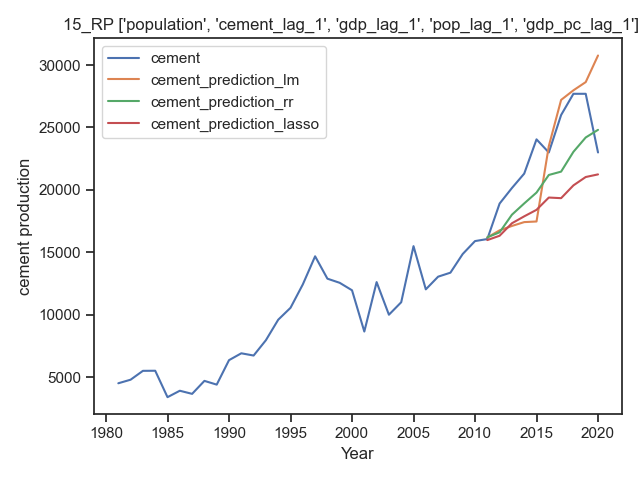 15_RP ['population', 'cement_lag_1', 'gdp_lag_1', 'pop_lag_1', 'gdp_pc_lag_1']
cement
cement_prediction_lm
cement_prediction_rr
cement_prediction_lasso
30000
25000
20000
15000
10000
5000
cement production
1980 1985 1990 1995 2000 2005 2010 2015 2020
Year